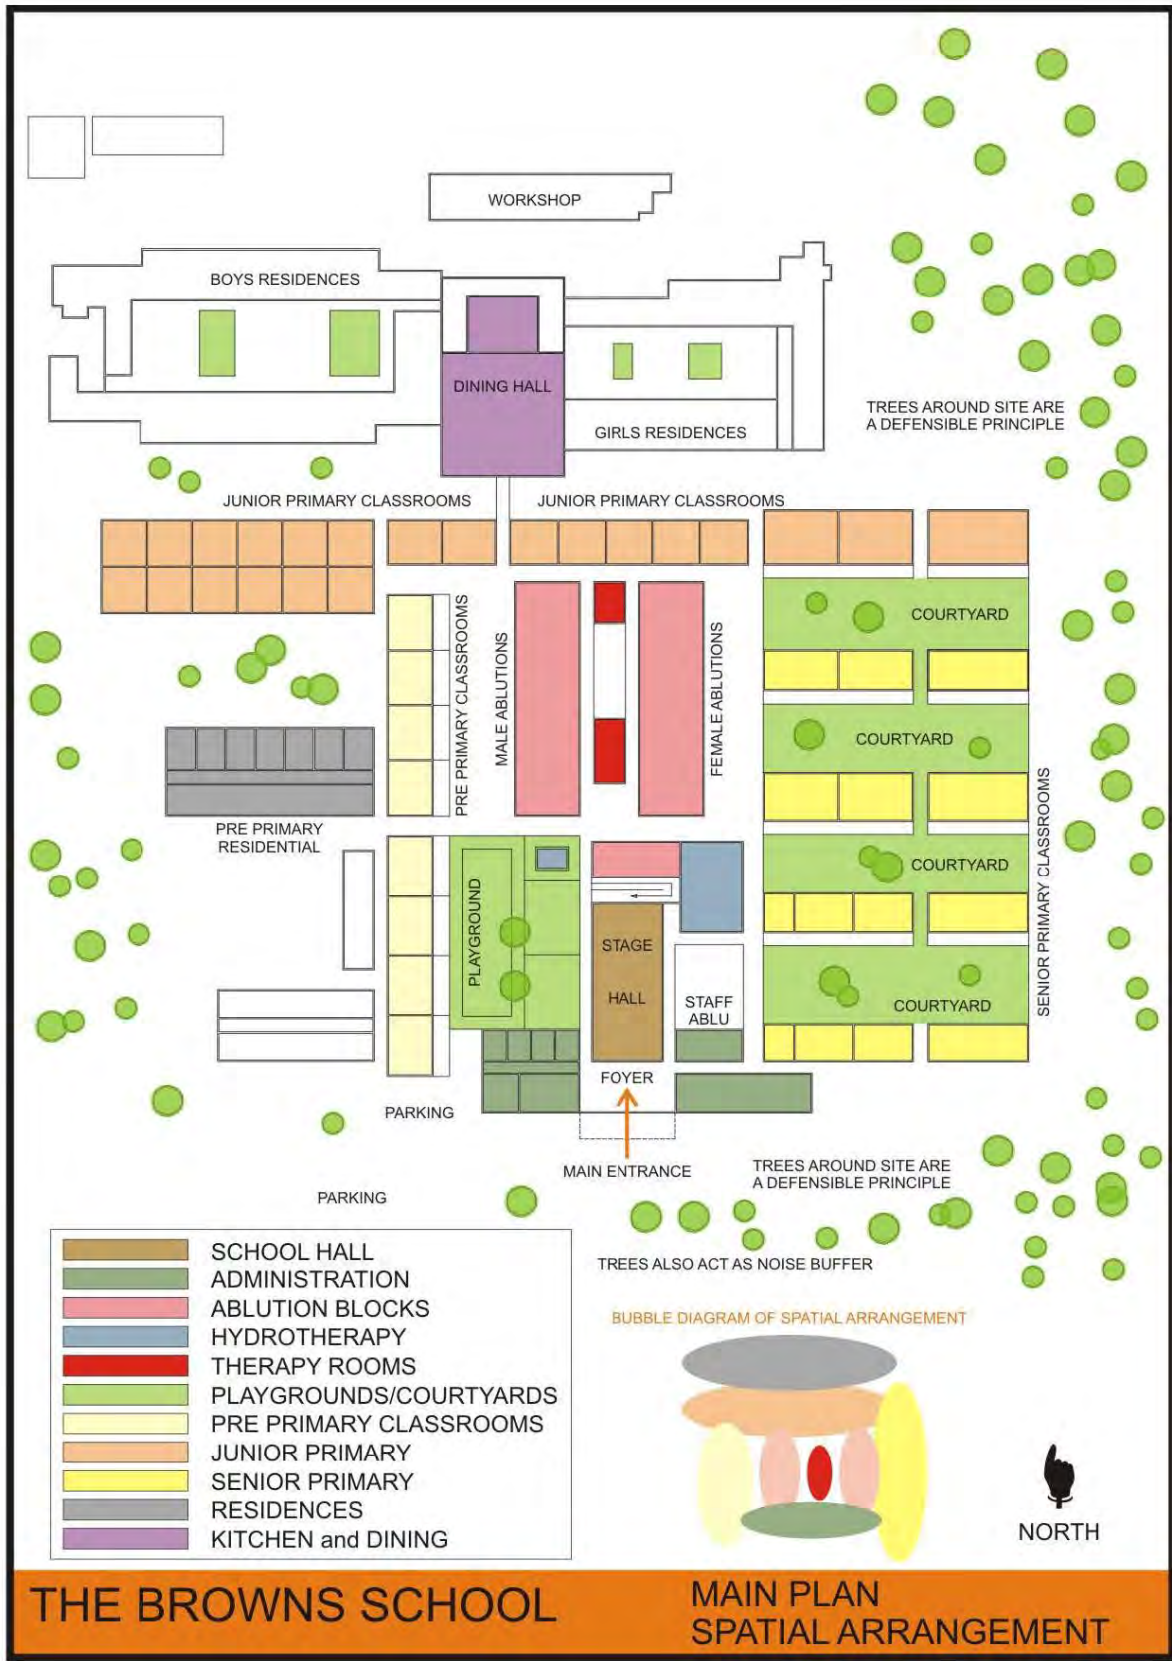 WORKSHOP
BOYS RESIDENCES
DINING HALL
GIRLS RESIDENCES
TREES AROUND SITE ARE
A DEFENSIBLE PRINCIPLE
JUNIOR PRIMARY CLASSROOMS
JUNIOR PRIMARY CLASSROOMS
PRE PRIMARY CLASSROOMS
MALE ABLUTIONS
FEMALE ABLUTIONS
COURTYARD
COURTYARD
COURTYARD
COURTYARD
SENIOR PRIMARY CLASSROOMS
PRE PRIMARY
RESIDENTIAL
PLAYGROUND
STAGE
HALL
STAFF
ABLU
FOYER
PARKING
MAIN ENTRANCE
PARKING
TREES AROUND SITE ARE
A DEFENSIBLE PRINCIPLE
TREES ALSO ACT AS NOISE BUFFER
SCHOOL HALL
ADMINISTRATION
ABLUTION BLOCKS
HYDROTHERAPY
THERAPY ROOMS
PLAYGROUNDS/COURTYARDS
PRE PRIMARY CLASSROOMS
JUNIOR PRIMARY
SENIOR PRIMARY
RESIDENCES
KITCHEN and DINING
BUBBLE DIAGRAM OF SPATIAL ARRANGEMENT
NORTH
THE BROWNS SCHOOL
MAIN PLAN
SPATIAL ARRANGEMENT